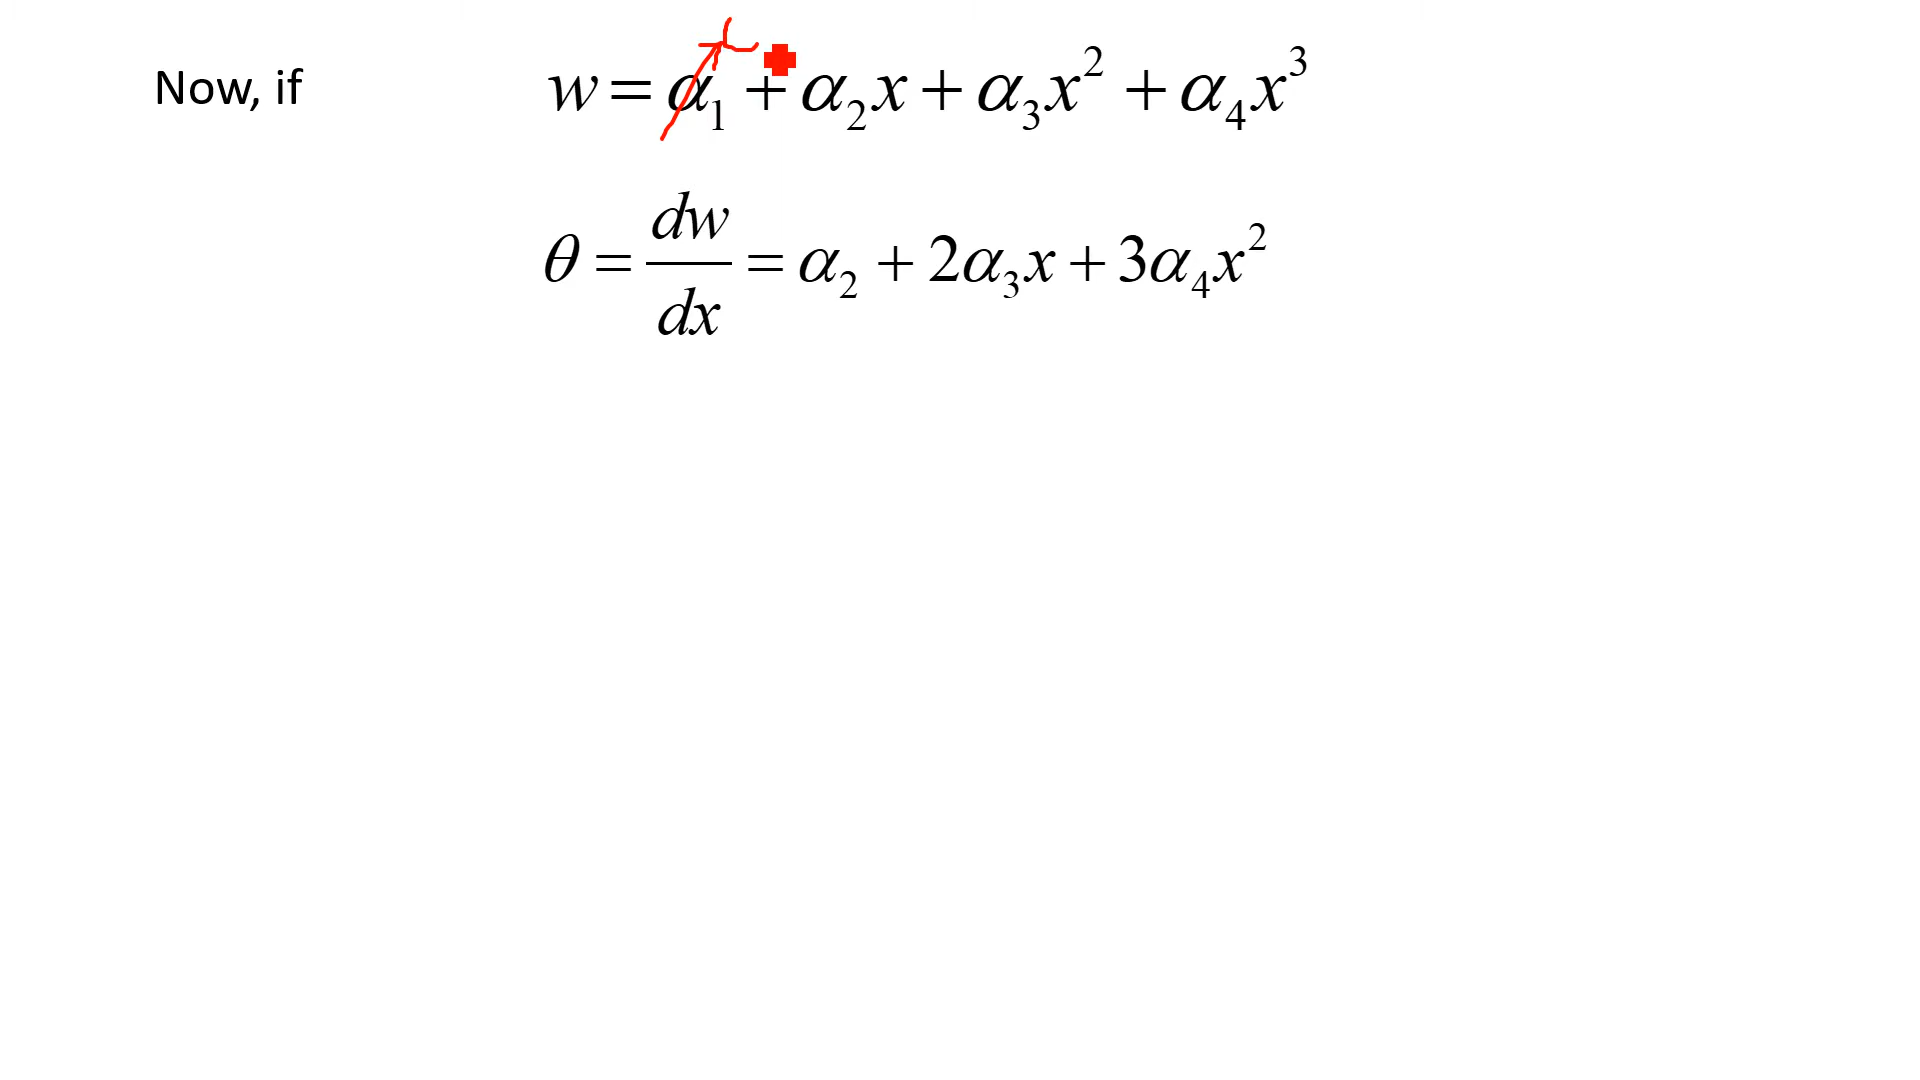 Now, if w = α₁ + α₂x + α₃x² + α₄x³
θ = dw/dx = α₂ + 2α₃x + 3α₄x²